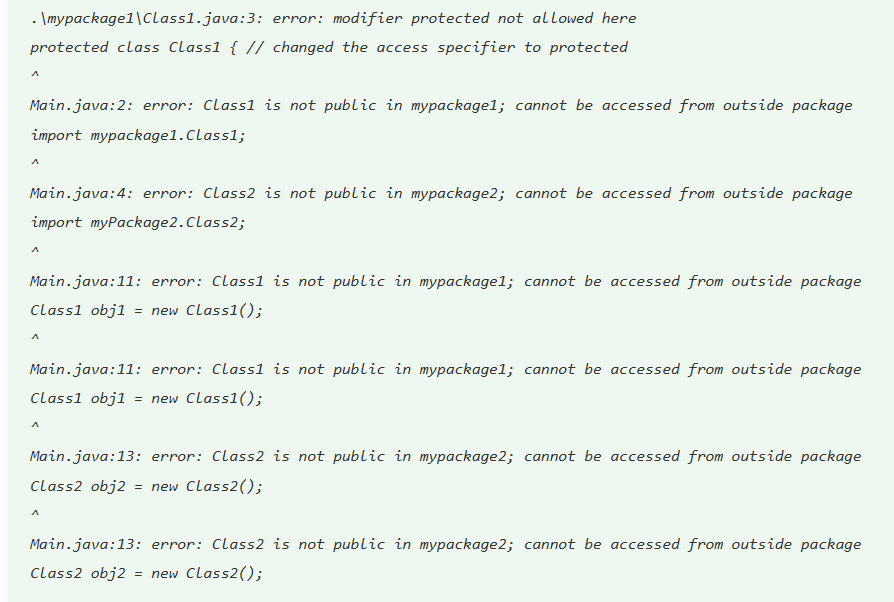 .\mypackage1\Class1.java:3: error: modifier protected not allowed here
protected class Class1 { // changed the access specifier to protected
^
Main.java:2: error: Class1 is not public in mypackage1; cannot be accessed from outside package
import mypackage1.Class1;
^
Main.java:4: error: Class2 is not public in mypackage2; cannot be accessed from outside package
import myPackage2.Class2;
^
Main.java:11: error: Class1 is not public in mypackage1; cannot be accessed from outside package
Class1 obj1 = new Class1();
^
Main.java:11: error: Class1 is not public in mypackage1; cannot be accessed from outside package
Class1 obj1 = new Class1();
^
Main.java:13: error: Class2 is not public in mypackage2; cannot be accessed from outside package
Class2 obj2 = new Class2();
^
Main.java:13: error: Class2 is not public in mypackage2; cannot be accessed from outside package
Class2 obj2 = new Class2();